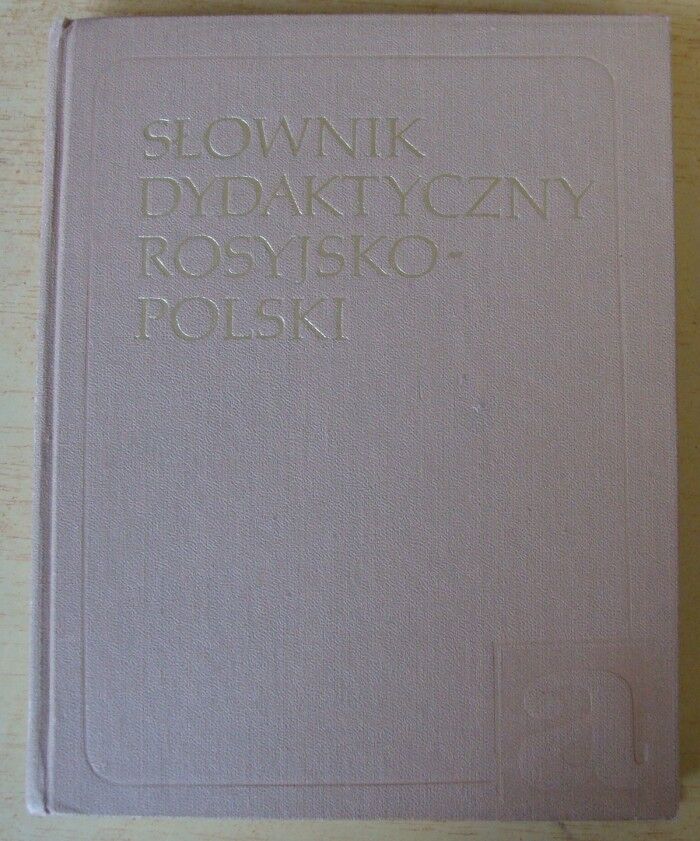 SŁOWNIK
DYDAKTYCZNY
ROSYJSKO-
POLSKI
a